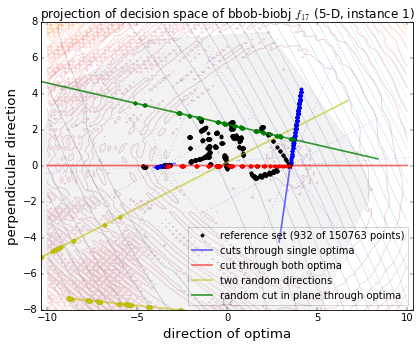 projection of decision space of bbob-biobj f17 (5-D, instance 1)
perpendicular direction
8
6
4
2
0
−2
−4
−6
−8
reference set (932 of 150763 points)
cuts through single optima
cut through both optima
two random directions
random cut in plane through optima
−10
−5
0
5
10
direction of optima